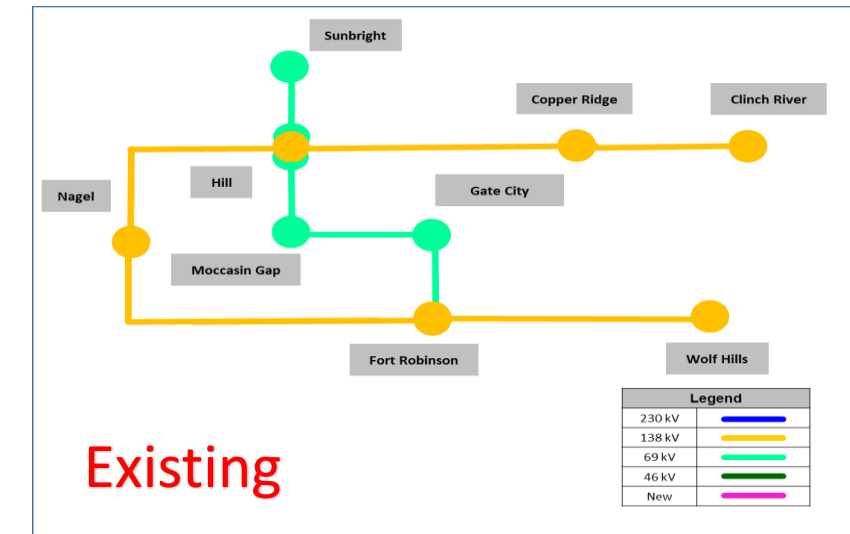 Sunbright
Copper Ridge
Clinch River
Hill
Gate City
Nagel
Moccasin Gap
Fort Robinson
Wolf Hills
Legend
230 kV
138 kV
69 kV
46 kV
New
Existing